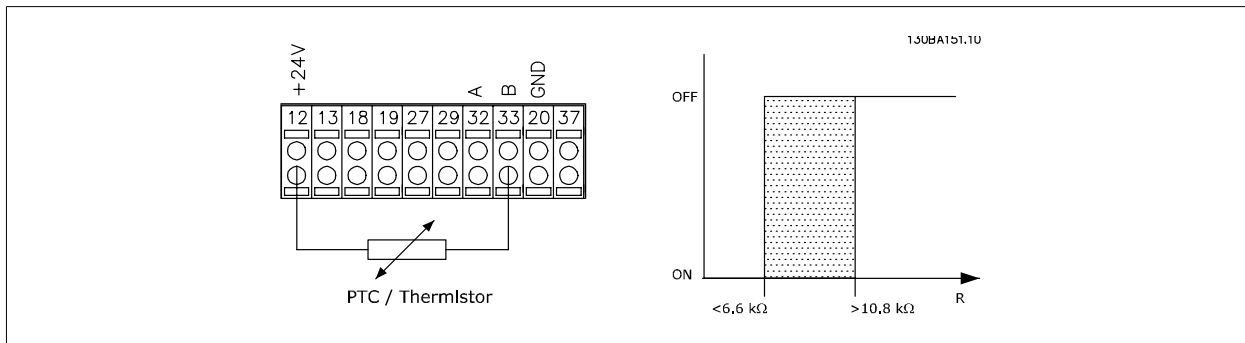 130BA151.10
+24V
A
B
GND
12 13 18 19 27 29 32 33 20 37
PTC / Thermistor
OFF
ON
<6,6 kΩ
>10,8 kΩ
R